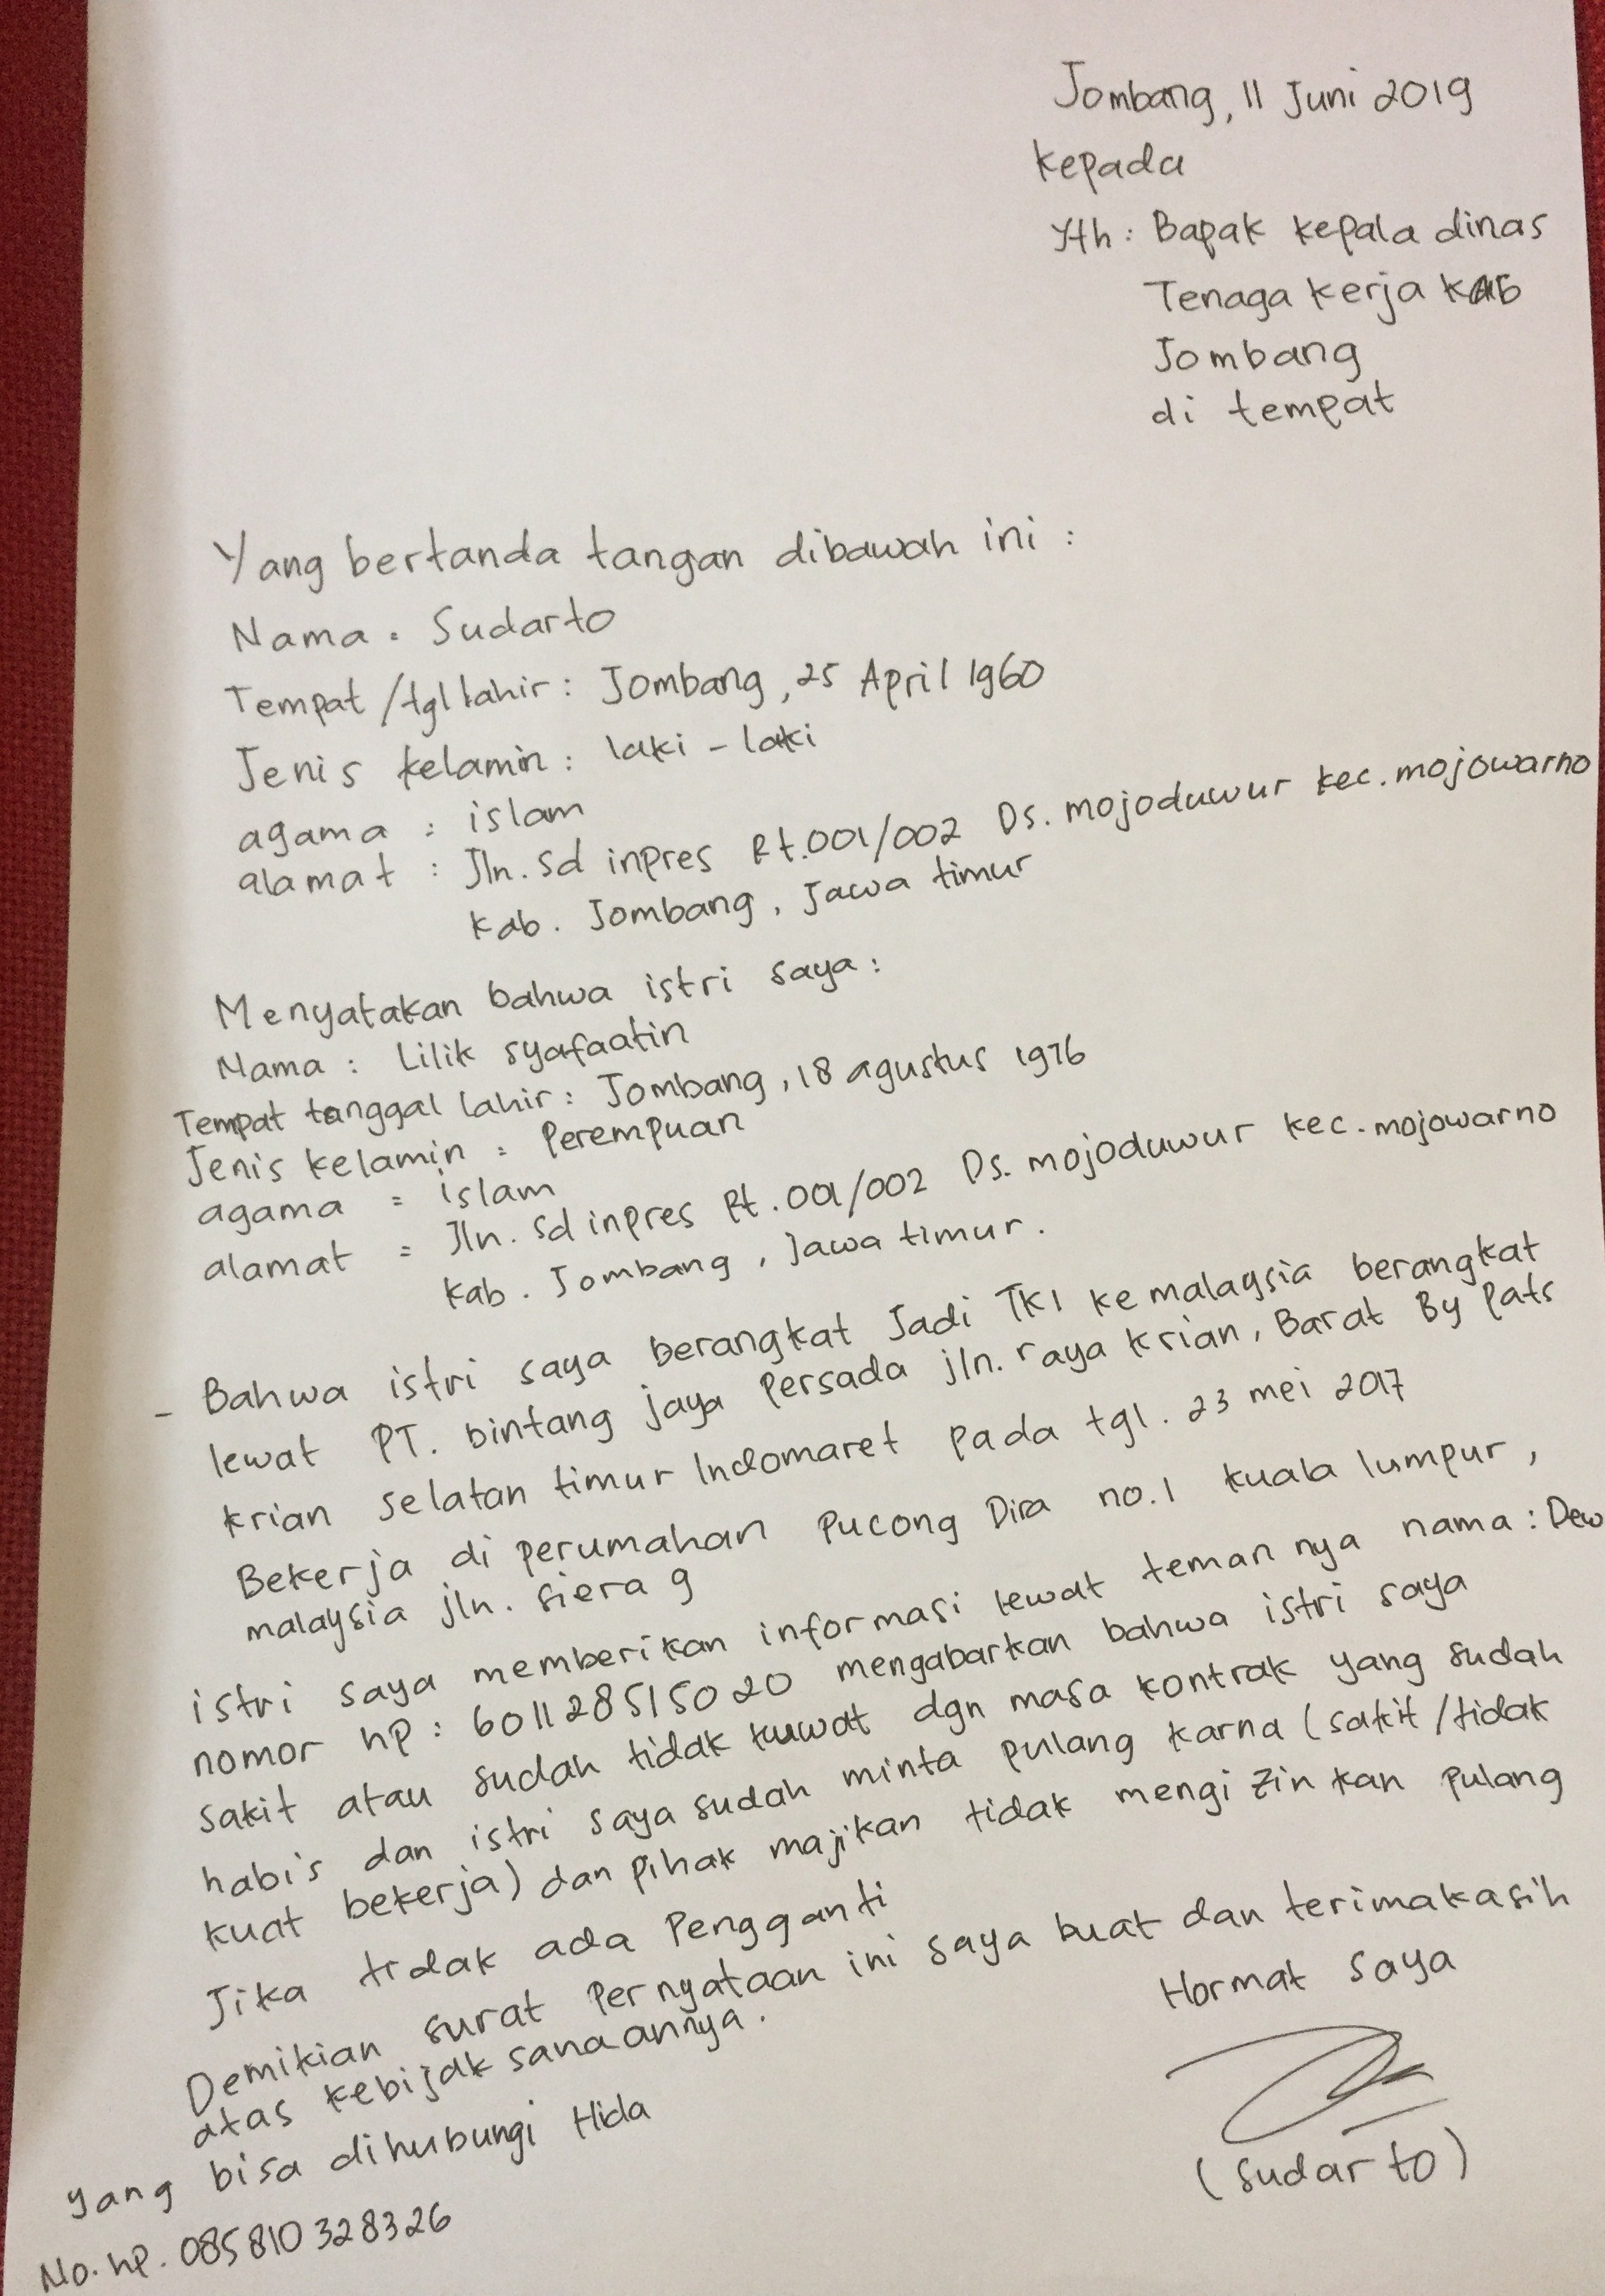 Jombang, 11 Juni 2019
kepada
Yth : Bapak kepala dinas
Tenaga kerja kab
Jombang
di tempat
Yang bertanda tangan dibawah ini :
Nama . Sudarto
Tempat /tgl lahir : Jombang, 25 April 1960
Jenis kelamin : laki - laki
agama : islam
alamat : Jln. Sd inpres Rt.001/002 Ds. mojoduwur kec. mojowarno
kab. Jombang, Jawa timur
Menyatakan bahwa istri saya :
Nama : Lilik syafaatin
Tempat tanggal lahir : Jombang, 18 agustus 1976
Jenis kelamin = Perempuan
agama = islam
alamat = Jln. Sd inpres Rt. 001/002 Ds. mojoduwur kec. mojowarno
kab. Jombang, Jawa timur.
- Bahwa istri saya berangkat Jadi TKI ke malaysia berangkat
lewat PT. bintang jaya Persada jln. raya krian, Barat By Pats
krian selatan timur Indomaret pada tgl. 23 mei 2017
Bekerja di perumahan Pucong Dira no.1 kuala lumpur,
malaysia jln. siera 9
istri saya memberikan informasi lewat teman nya nama : Dew
nomor hp : 601128515020 mengabarkan bahwa istri saya
sakit atau sudah tidak kuwat dgn masa kontrak yang sudah
habis dan istri saya sudah minta pulang karna (sakit /tidak
kuat bekerja) dan pihak majikan tidak mengizinkan pulang
Jika tidak ada Pengganti
Demikian surat Pernyataan ini saya buat dan terimakasih
atas kebijaksanaannya.
Hormat saya
(sudarto)
yang bisa dihubungi Hida
No. hp. 085810328326